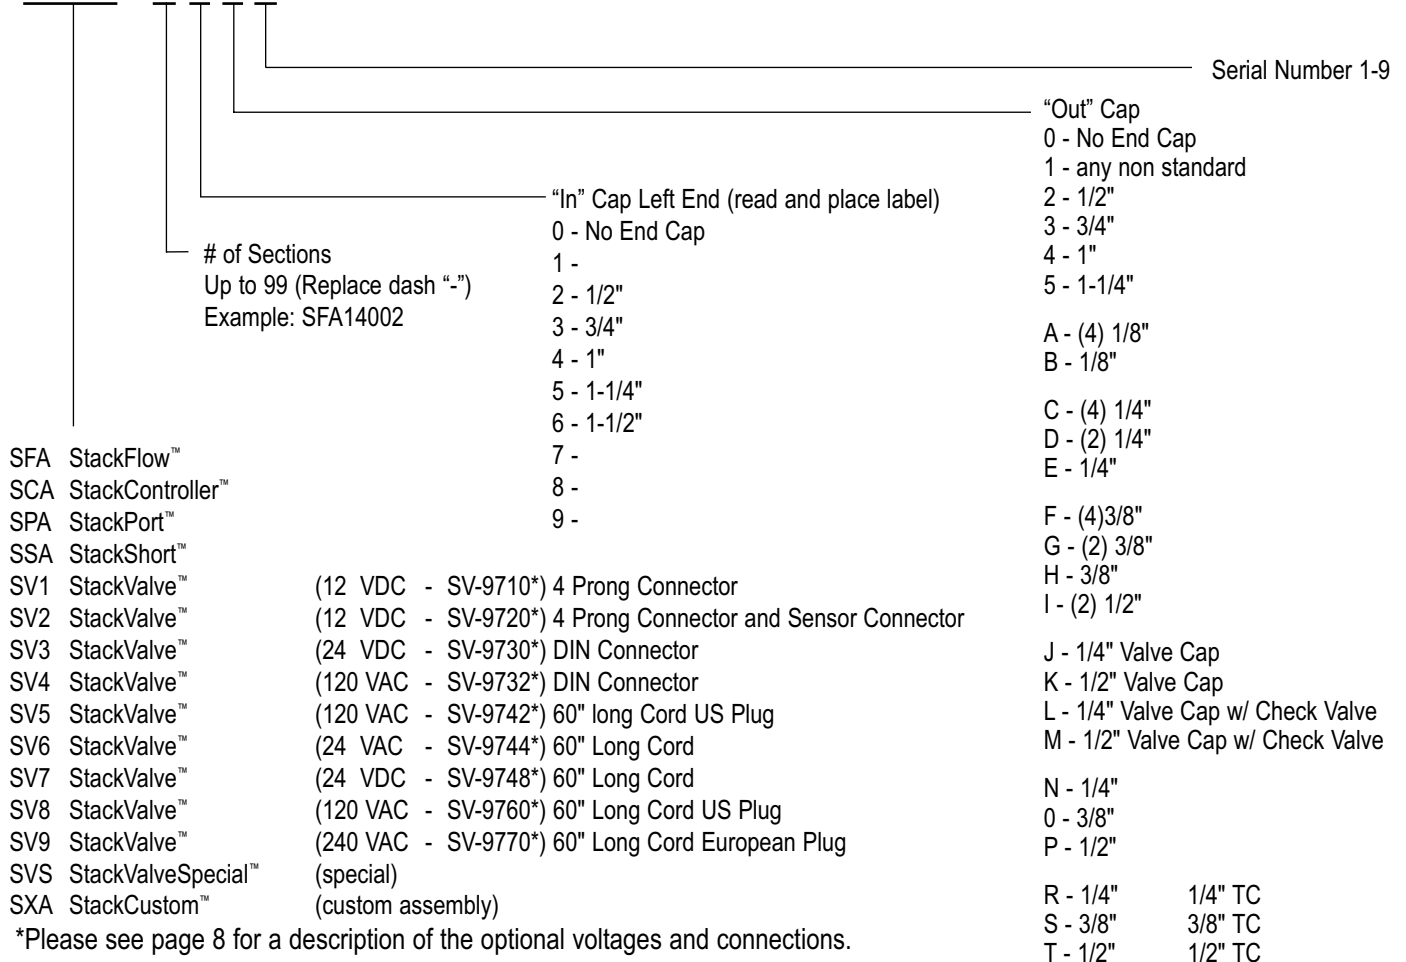 Serial Number 1-9
“Out” Cap
0 - No End Cap
1 - any non standard
2 - 1/2"
3 - 3/4"
4 - 1"
5 - 1-1/4"
A - (4) 1/8"
B - 1/8"
C - (4) 1/4"
D - (2) 1/4"
E - 1/4"
F - (4)3/8"
G - (2) 3/8"
H - 3/8"
I - (2) 1/2"
J - 1/4" Valve Cap
K - 1/2" Valve Cap
L - 1/4" Valve Cap w/ Check Valve
M - 1/2" Valve Cap w/ Check Valve
N - 1/4"
0 - 3/8"
P - 1/2"
R - 1/4" 1/4" TC
S - 3/8" 3/8" TC
T - 1/2" 1/2" TC
“In” Cap Left End (read and place label)
0 - No End Cap
1 -
2 - 1/2"
3 - 3/4"
4 - 1"
5 - 1-1/4"
6 - 1-1/2"
7 -
8 -
9 -
# of Sections
Up to 99 (Replace dash “-”)
Example: SFA14002
SFA StackFlow™
SCA StackController™
SPA StackPort™
SSA StackShort™
SV1 StackValve™ (12 VDC - SV-9710*) 4 Prong Connector
SV2 StackValve™ (12 VDC - SV-9720*) 4 Prong Connector and Sensor Connector
SV3 StackValve™ (24 VDC - SV-9730*) DIN Connector
SV4 StackValve™ (120 VAC - SV-9732*) DIN Connector
SV5 StackValve™ (120 VAC - SV-9742*) 60" long Cord US Plug
SV6 StackValve™ (24 VAC - SV-9744*) 60" Long Cord
SV7 StackValve™ (24 VDC - SV-9748*) 60" Long Cord
SV8 StackValve™ (120 VAC - SV-9760*) 60" Long Cord US Plug
SV9 StackValve™ (240 VAC - SV-9770*) 60" Long Cord European Plug
SVS StackValveSpecial™ (special)
SXA StackCustom™ (custom assembly)
*Please see page 8 for a description of the optional voltages and connections.